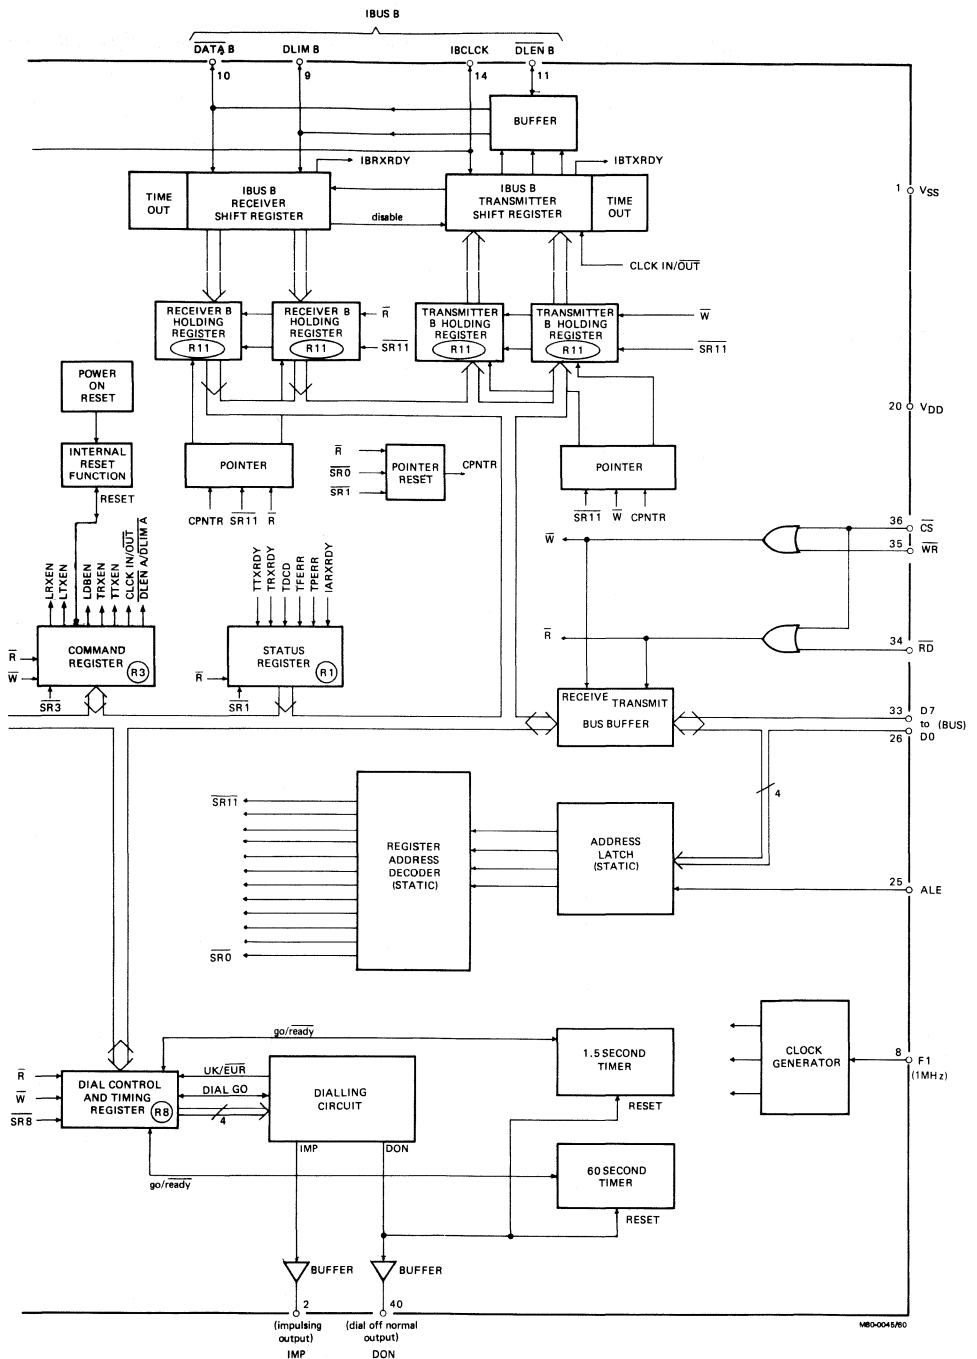 IBUS B
DATA B
DLIM B
IBCLCK
DLEN B
10
9
14
11
BUFFER
IBRXRDY
IBTXRDY
TIME
OUT
IBUS B
RECEIVER
SHIFT REGISTER
disable
IBUS B
TRANSMITTER
SHIFT REGISTER
TIME
OUT
1
VSS
CLCK IN/OUT
RECEIVER B
HOLDING
REGISTER
R11
RECEIVER B
HOLDING
REGISTER
R11
R
SR11
TRANSMITTER
B HOLDING
REGISTER
R11
TRANSMITTER
B HOLDING
REGISTER
R11
W
SR11
POWER
ON
RESET
20
VDD
INTERNAL
RESET
FUNCTION
RESET
POINTER
CPNTR
SR11
R
R
SR0
SR1
POINTER
RESET
CPNTR
POINTER
SR11
W
CPNTR
36
CS
35
WR
W
R
34
RD
LRXEN
LTXEN
LDBEN
TRXEN
TTXEN
CLCK IN/OUT
DLEN A/DLIM A
TTXRDY
TRXRDY
TDCD
TFERR
TPERR
IARXRDY
R
W
SR3
COMMAND
REGISTER
R3
R
SR1
STATUS
REGISTER
R1
RECEIVE
TRANSMIT
BUS BUFFER
33
D7
to
(BUS)
26
D0
4
SR11
SR0
REGISTER
ADDRESS
DECODER
(STATIC)
ADDRESS
LATCH
(STATIC)
25
ALE
go/ready
1.5 SECOND
TIMER
RESET
CLOCK
GENERATOR
8
F1
(1MHz)
R
W
SR8
DIAL CONTROL
AND TIMING
REGISTER
R8
UK/EUR
DIAL GO
4
DIALLING
CIRCUIT
IMP
DON
go/ready
60 SECOND
TIMER
RESET
BUFFER
BUFFER
2
40
(impulsing
output)
IMP
(dial off normal
output)
DON
M80-0045/60